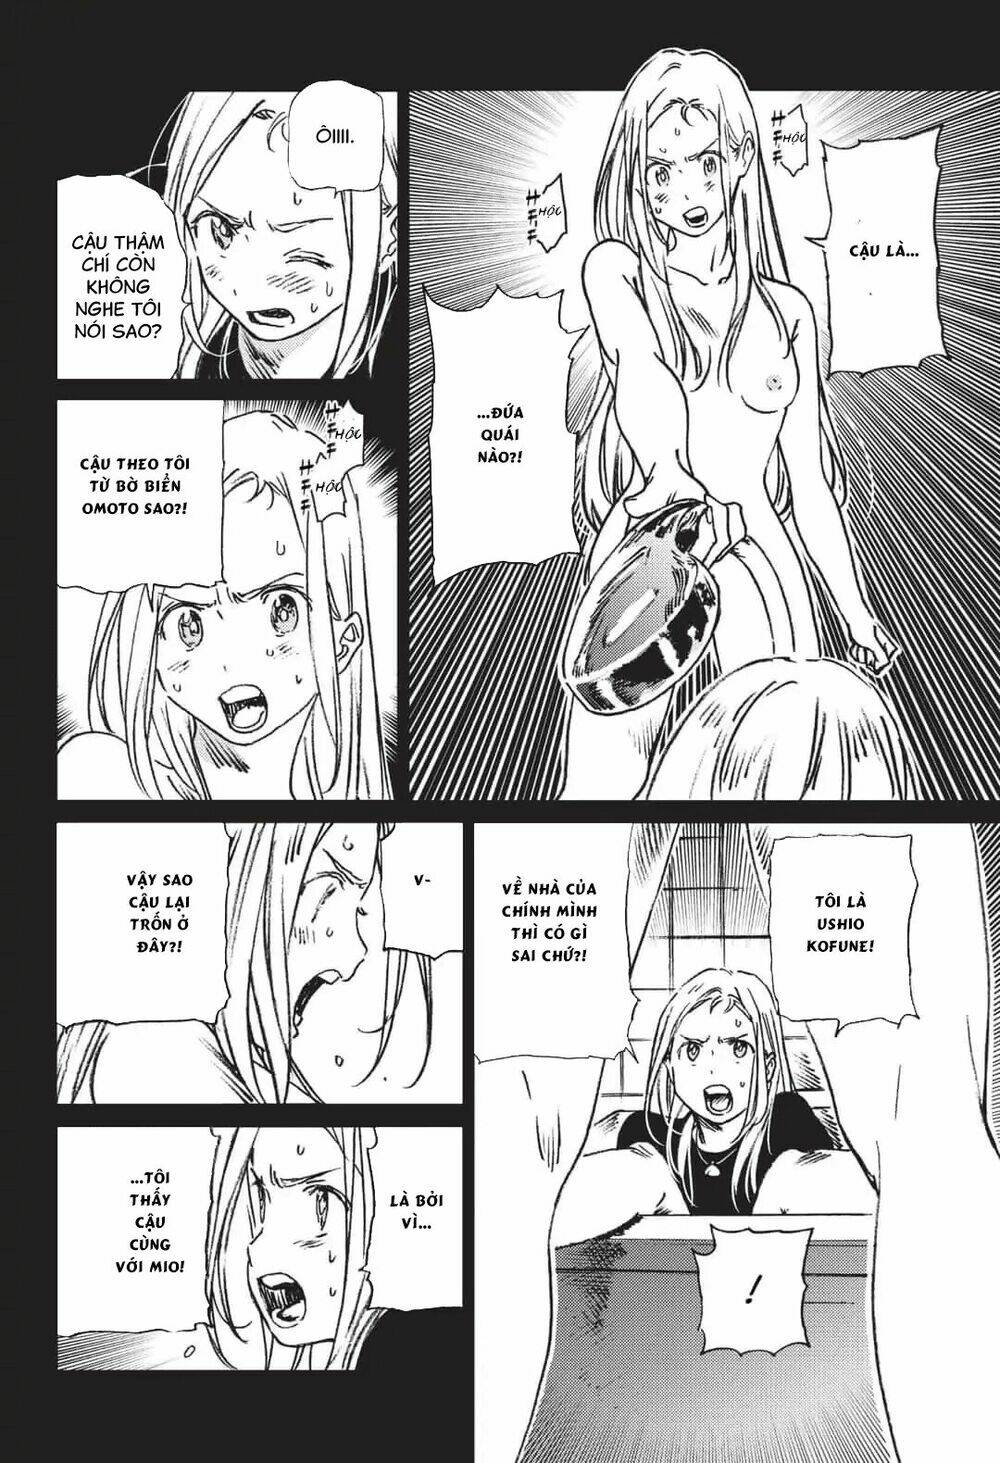 CẬU LÀ...
HỘC
HỘC
...ĐỨA
QUÁI
NÀO?!
ÔIIII.
CẬU THẬM
CHÍ CÒN
KHÔNG
NGHE TÔI
NÓI SAO?
HỘC
HỘC
CẬU THEO TÔI
TỪ BỜ BIỂN
OMOTO SAO?!
TÔI LÀ
USHIO
KOFUNE!
VỀ NHÀ CỦA
CHÍNH MÌNH
THÌ CÓ GÌ
SAI CHỨ?!
!
V-
VẬY SAO
CẬU LẠI
TRỐN Ở
ĐÂY?!
LÀ BỞI
VÌ...
...TÔI
THẤY
CẬU
CÙNG
VỚI MIO!